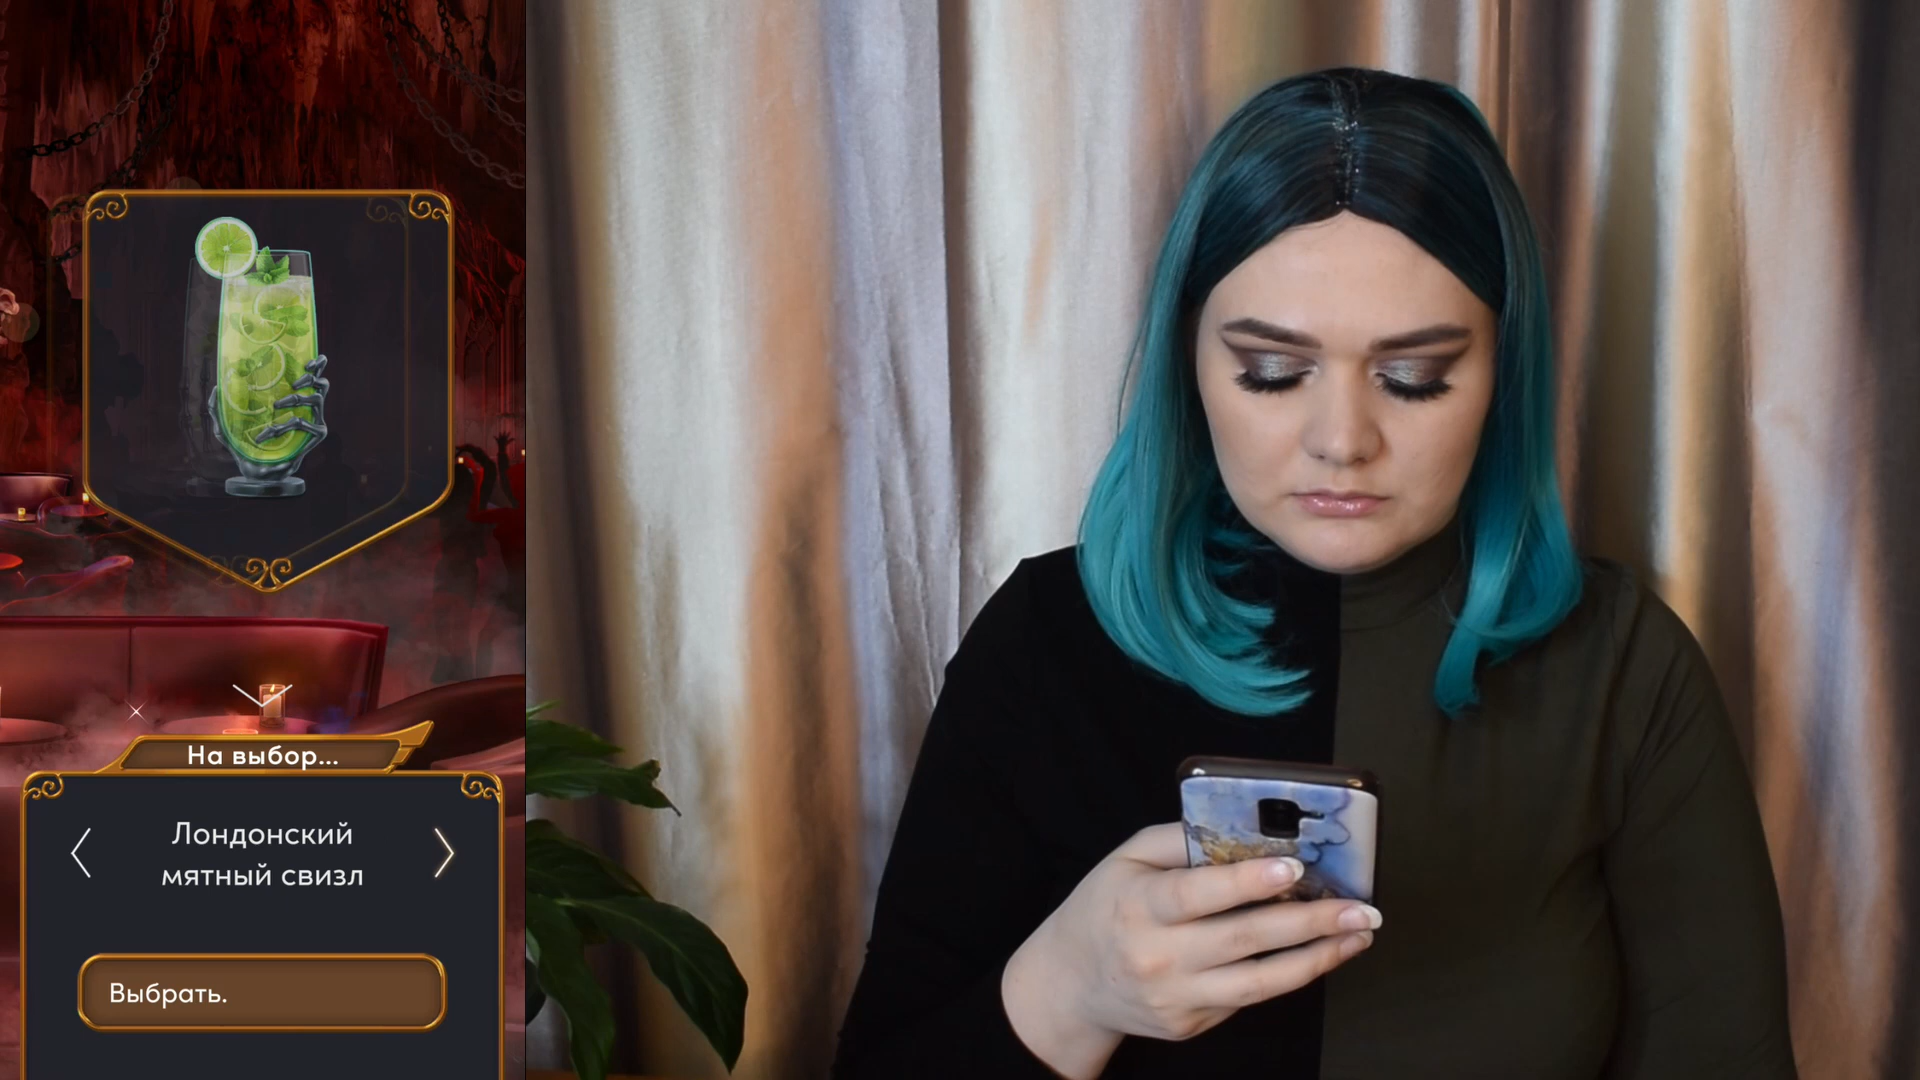 На выбор...
Лондонский
мятный свизл
Выбрать.